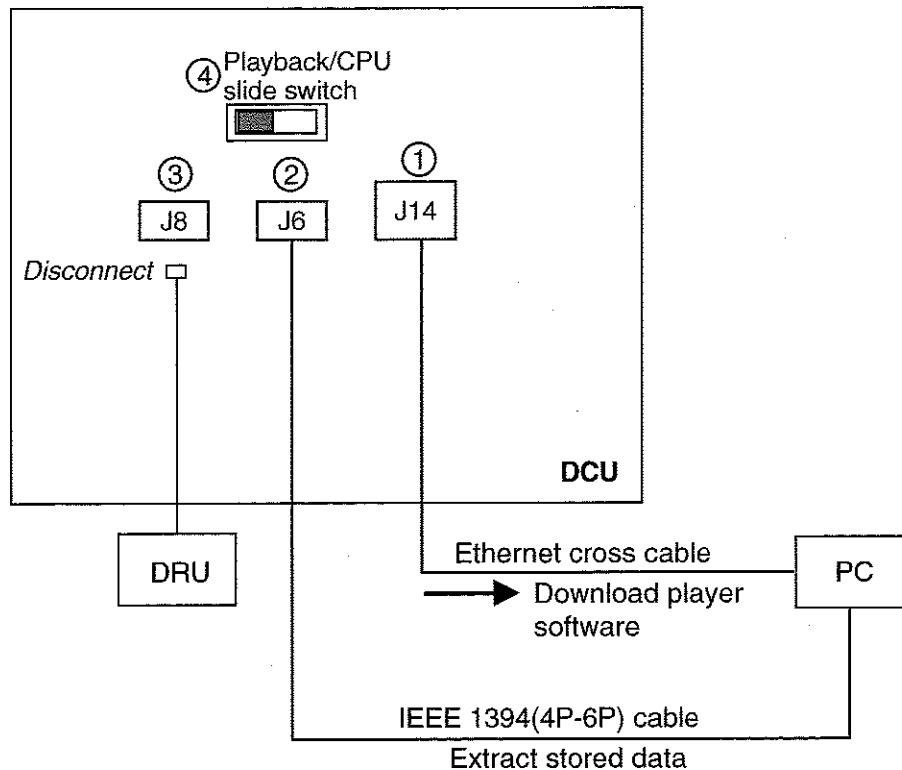 ④ Playback/CPU
slide switch
③
②
①
J8
J6
J14
Disconnect
DCU
DRU
Ethernet cross cable
PC
Download player
software
IEEE 1394(4P-6P) cable
Extract stored data